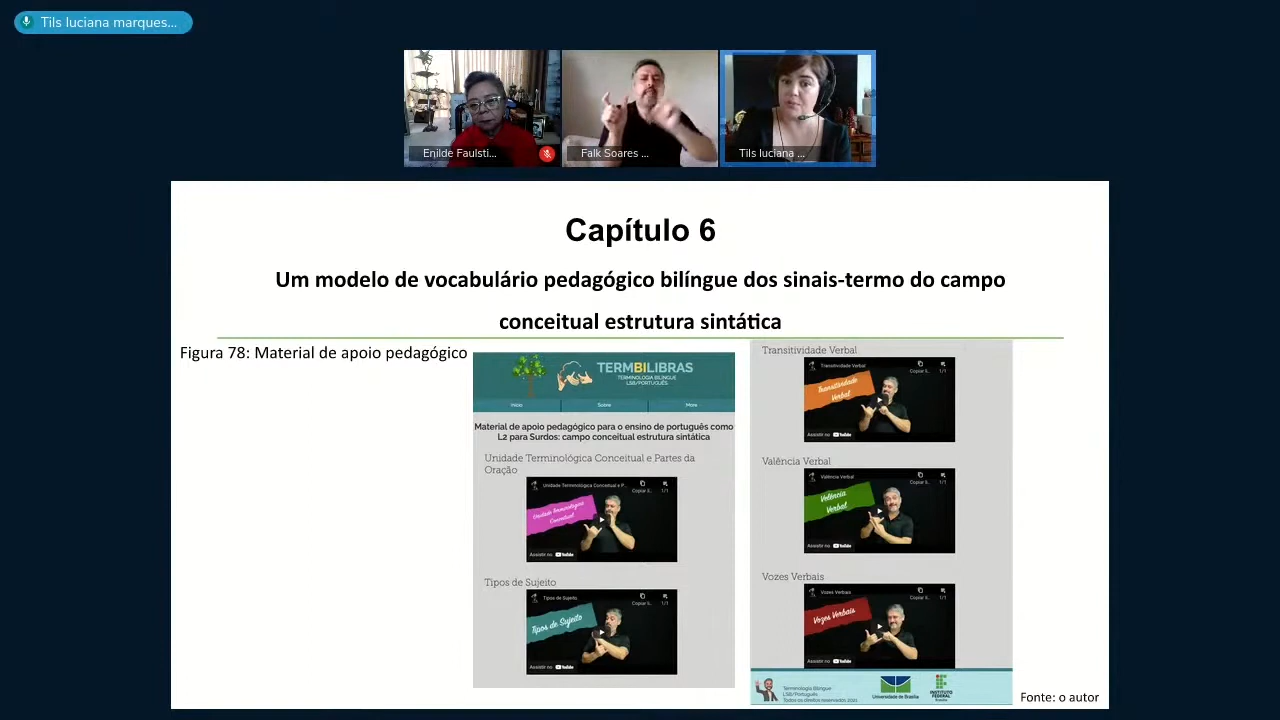 Tils luciana marques...
Enilde Faulsti...
Falk Soares ...
Tils luciana ...
Capítulo 6
Um modelo de vocabulário pedagógico bilíngue dos sinais-termo do campo
conceitual estrutura sintática
Figura 78: Material de apoio pedagógico
TERMBILIBRAS
TERMINOLOGIA BILÍNGUE
LSB/PORTUGUÊS
Início
Sobre
More
Material de apoio pedagógico para o ensino de português como
L2 para Surdos: campo conceitual estrutura sintática
Unidade Terminológica Conceitual e Partes da
Oração
Unidade Terminológica Conceitual e P...
Copiar li...
1/1
Unidade Terminológica
Conceitual
Assistir no YouTube
Tipos de Sujeito
Tipos de Sujeito
Copiar li...
1/1
Tipos de Sujeito
Assistir no YouTube
Transitividade Verbal
Transitividade Verbal
Copiar li...
1/1
Transitividade
Verbal
Assistir no YouTube
Valência Verbal
Valência Verbal
Copiar li...
1/1
Valência
Verbal
Assistir no YouTube
Vozes Verbais
Vozes Verbais
Copiar li...
1/1
Vozes Verbais
Assistir no YouTube
Terminologia Bilíngue-
LSB/Português
Todos os direitos reservados 2021
Universidade de Brasília
INSTITUTO
FEDERAL
Brasília
Fonte: o autor